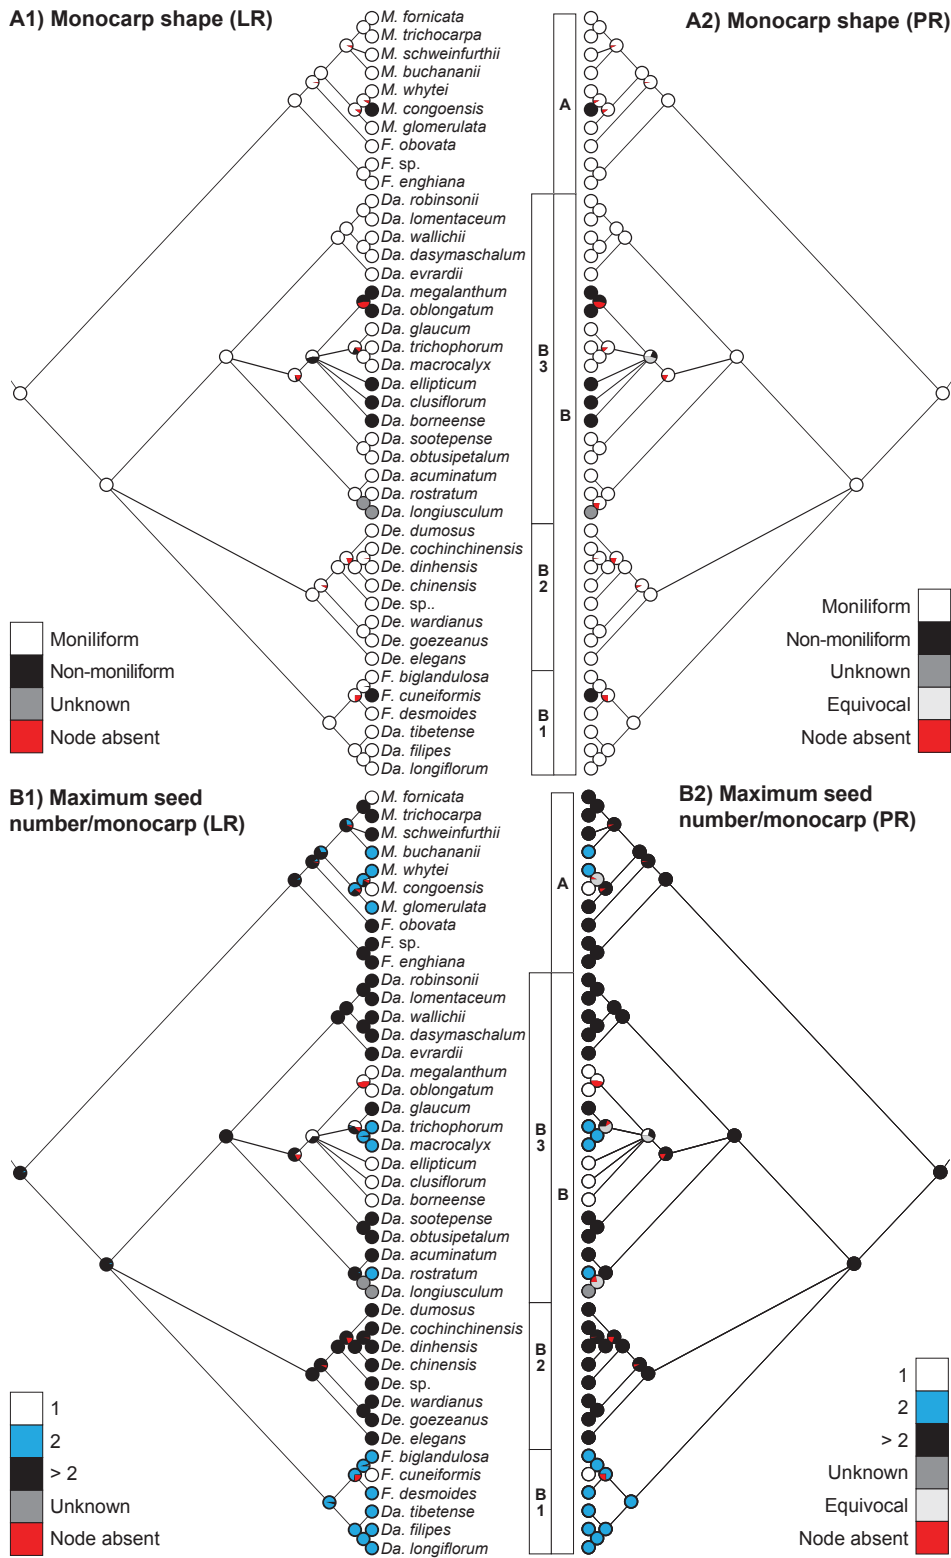 A1) Monocarp shape (LR)
A2) Monocarp shape (PR)
M. fornicata
M. trichocarpa
M. schweinfurthii
M. buchananii
M. whytei
M. congoensis
M. glomerulata
F. obovata
F. sp.
F. enghiana
Da. robinsonii
Da. lomentaceum
Da. wallichii
Da. dasymaschalum
Da. evrardii
Da. megalanthum
Da. oblongatum
Da. glaucum
Da. trichophorum
Da. macrocalyx
Da. ellipticum
Da. clusiflorum
Da. borneense
Da. sootepense
Da. obtusipetalum
Da. acuminatum
Da. rostratum
Da. longiusculum
De. dumosus
De. cochinchinensis
De. dinhensis
De. chinensis
De. sp..
De. wardianus
De. goezeanus
De. elegans
F. biglandulosa
F. cuneiformis
F. desmoides
Da. tibetense
Da. filipes
Da. longiflorum
A
B
B
3
B
2
B
1
Moniliform
Non-moniliform
Unknown
Node absent
Moniliform
Non-moniliform
Unknown
Equivocal
Node absent
B1) Maximum seed
number/monocarp (LR)
B2) Maximum seed
number/monocarp (PR)
M. fornicata
M. trichocarpa
M. schweinfurthii
M. buchananii
M. whytei
M. congoensis
M. glomerulata
F. obovata
F. sp.
F. enghiana
Da. robinsonii
Da. lomentaceum
Da. wallichii
Da. dasymaschalum
Da. evrardii
Da. megalanthum
Da. oblongatum
Da. glaucum
Da. trichophorum
Da. macrocalyx
Da. ellipticum
Da. clusiflorum
Da. borneense
Da. sootepense
Da. obtusipetalum
Da. acuminatum
Da. rostratum
Da. longiusculum
De. dumosus
De. cochinchinensis
De. dinhensis
De. chinensis
De. sp.
De. wardianus
De. goezeanus
De. elegans
F. biglandulosa
F. cuneiformis
F. desmoides
Da. tibetense
Da. filipes
Da. longiflorum
A
B
B
3
B
2
B
1
1
2
> 2
Unknown
Node absent
1
2
> 2
Unknown
Equivocal
Node absent